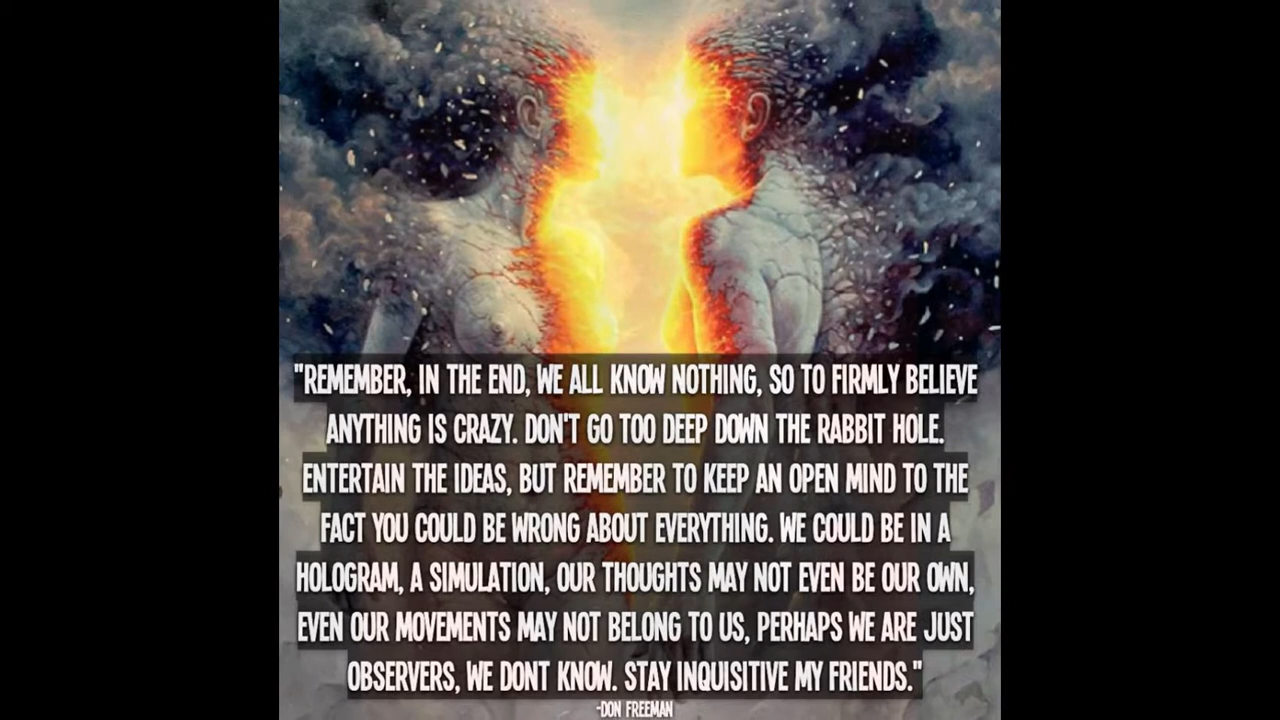 "REMEMBER, IN THE END, WE ALL KNOW NOTHING, SO TO FIRMLY BELIEVE
ANYTHING IS CRAZY. DON'T GO TOO DEEP DOWN THE RABBIT HOLE.
ENTERTAIN THE IDEAS, BUT REMEMBER TO KEEP AN OPEN MIND TO THE
FACT YOU COULD BE WRONG ABOUT EVERYTHING. WE COULD BE IN A
HOLOGRAM, A SIMULATION, OUR THOUGHTS MAY NOT EVEN BE OUR OWN,
EVEN OUR MOVEMENTS MAY NOT BELONG TO US, PERHAPS WE ARE JUST
OBSERVERS, WE DONT KNOW. STAY INQUISITIVE MY FRIENDS."
-DON FREEMAN